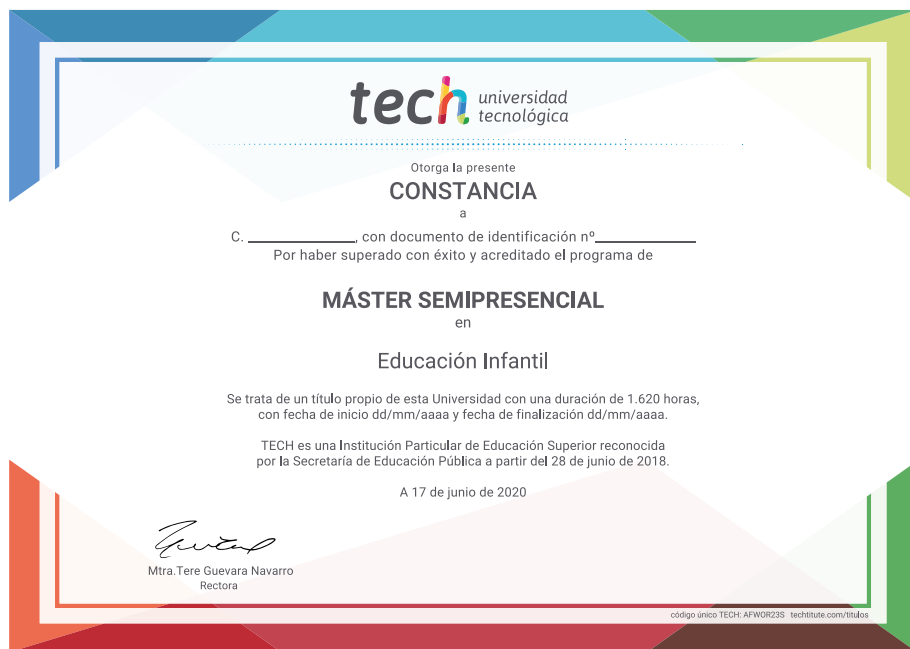 tech universidad
tecnológica
Otorga la presente
CONSTANCIA
a
C. ______________, con documento de identificación nº______________
Por haber superado con éxito y acreditado el programa de
MÁSTER SEMIPRESENCIAL
en
Educación Infantil
Se trata de un título propio de esta Universidad con una duración de 1.620 horas,
con fecha de inicio dd/mm/aaaa y fecha de finalización dd/mm/aaaa.
TECH es una Institución Particular de Educación Superior reconocida
por la Secretaría de Educación Pública a partir del 28 de junio de 2018.
A 17 de junio de 2020
Mtra.Tere Guevara Navarro
Rectora
código único TECH: AFWOR23S techtitute.com/titulos